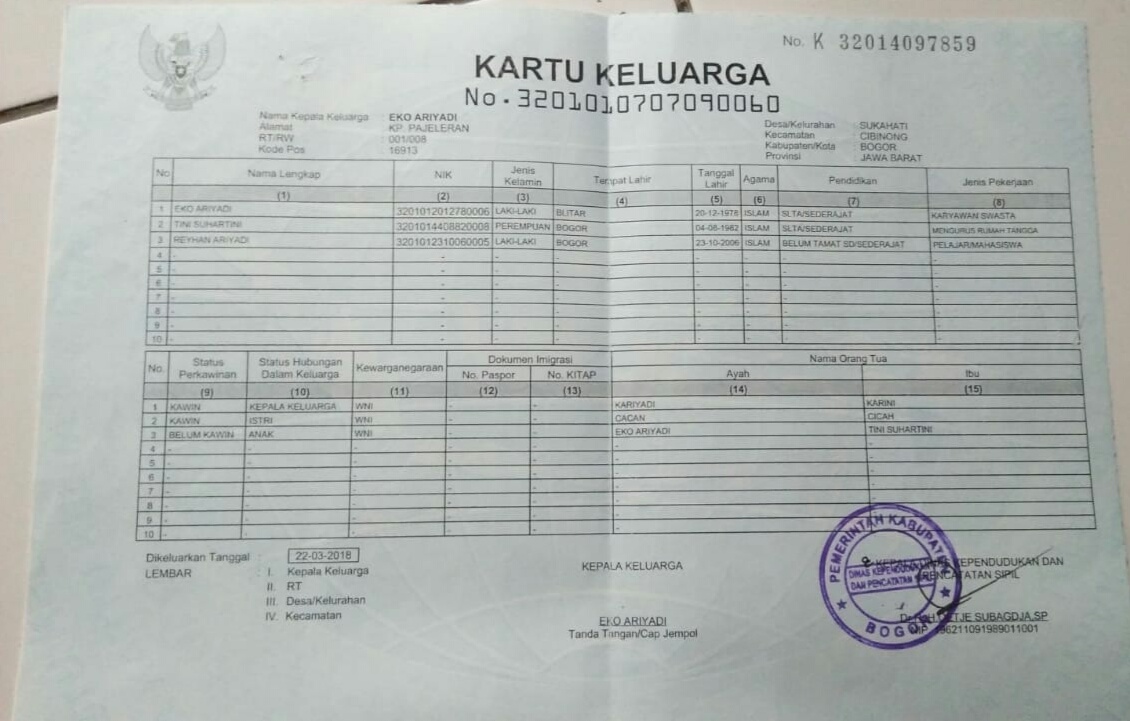 No. K 32014097859
KARTU KELUARGA
No.3201010707090060
Nama Kepala Keluarga : EKO ARIYADI
Alamat : KP. PAJELERAN
RT/RW : 001/008
Kode Pos : 16913
Desa/Kelurahan : SUKAHATI
Kecamatan : CIBINONG
Kabupaten/Kota : BOGOR
Provinsi : JAWA BARAT
No Nama Lengkap NIK Jenis Kelamin Tempat Lahir Tanggal Lahir Agama Pendidikan Jenis Pekerjaan
(1) (2) (3) (4) (5) (6) (7) (8)
1 EKO ARIYADI 3201012012780006 LAKI-LAKI BLITAR 20-12-1978 ISLAM SLTA/SEDERAJAT KARYAWAN SWASTA
2 TINI SUHARTINI 3201014408820008 PEREMPUAN BOGOR 04-08-1982 ISLAM SLTA/SEDERAJAT MENGURUS RUMAH TANGGA
3 REYHAN ARIYADI 3201012310060005 LAKI-LAKI BOGOR 23-10-2006 ISLAM BELUM TAMAT SD/SEDERAJAT PELAJAR/MAHASISWA
4 - - - - - - - -
5 - - - - - - - -
6 - - - - - - - -
7 - - - - - - - -
8 - - - - - - - -
9 - - - - - - - -
10 - - - - - - - -
No. Status Perkawinan Status Hubungan Dalam Keluarga Kewarganegaraan Dokumen Imigrasi Nama Orang Tua
No. Paspor No. KITAP Ayah Ibu
(9) (10) (11) (12) (13) (14) (15)
1 KAWIN KEPALA KELUARGA WNI - - KARIYADI KARINI
2 KAWIN ISTRI WNI - - CACAN CICAH
3 BELUM KAWIN ANAK WNI - - EKO ARIYADI TINI SUHARTINI
4 - - - - - - -
5 - - - - - - -
6 - - - - - - -
7 - - - - - - -
8 - - - - - - -
9 - - - - - - -
10 - - - - - - -
Dikeluarkan Tanggal : 22-03-2018
LEMBAR : I. Kepala Keluarga
II. RT
III. Desa/Kelurahan
IV. Kecamatan
KEPALA KELUARGA
EKO ARIYADI
Tanda Tangan/Cap Jempol
KEPENDUDUKAN DAN
PENCATATAN SIPIL
SUBAGDJA,SP
196211091989011001
PEMERINTAH KABUPATEN
DINAS KEPENDUDUKAN
DAN PENCATATAN SIPIL
BOGOR